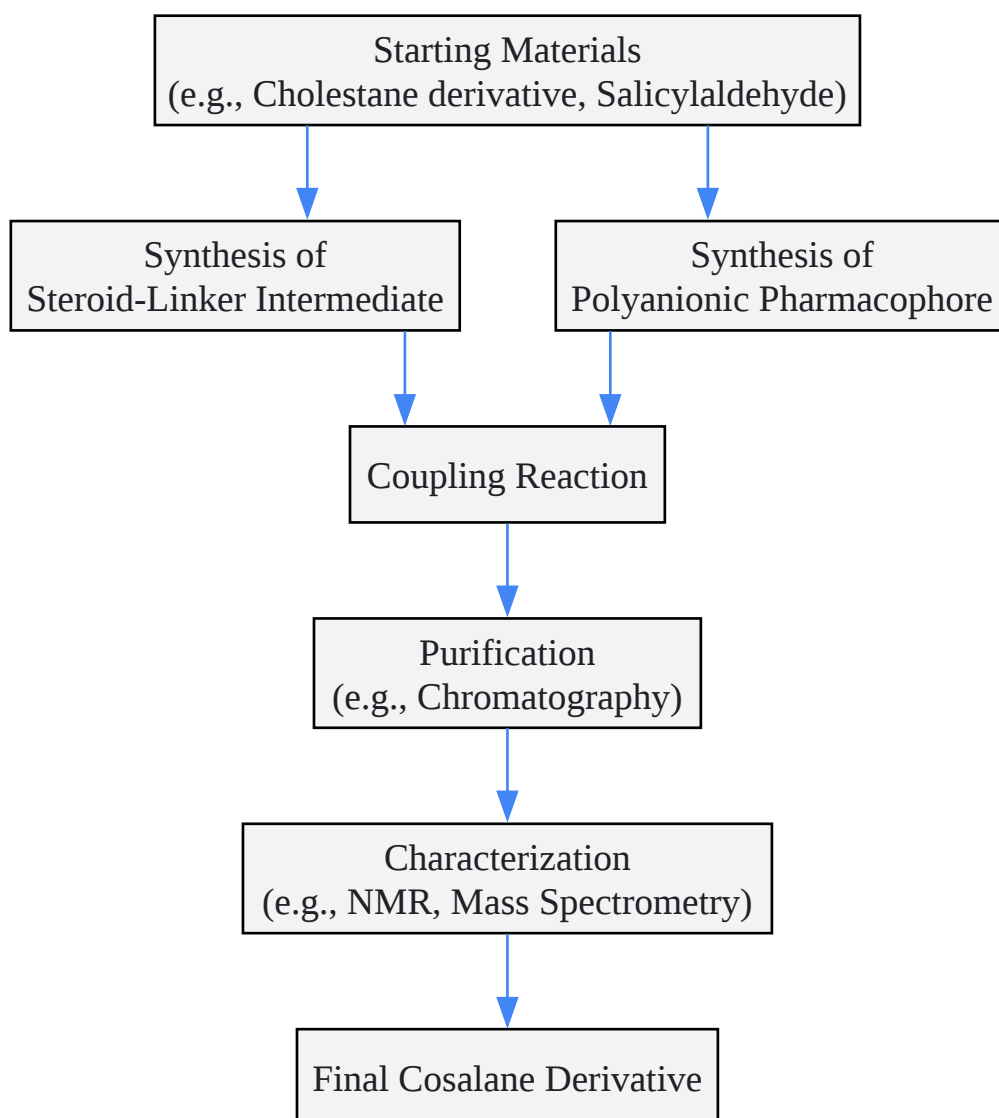 Starting Materials
(e.g., Cholestane derivative, Salicylaldehyde)
Synthesis of
Steroid-Linker Intermediate
Synthesis of
Polyanionic Pharmacophore
Coupling Reaction
Purification
(e.g., Chromatography)
Characterization
(e.g., NMR, Mass Spectrometry)
Final Cosalane Derivative